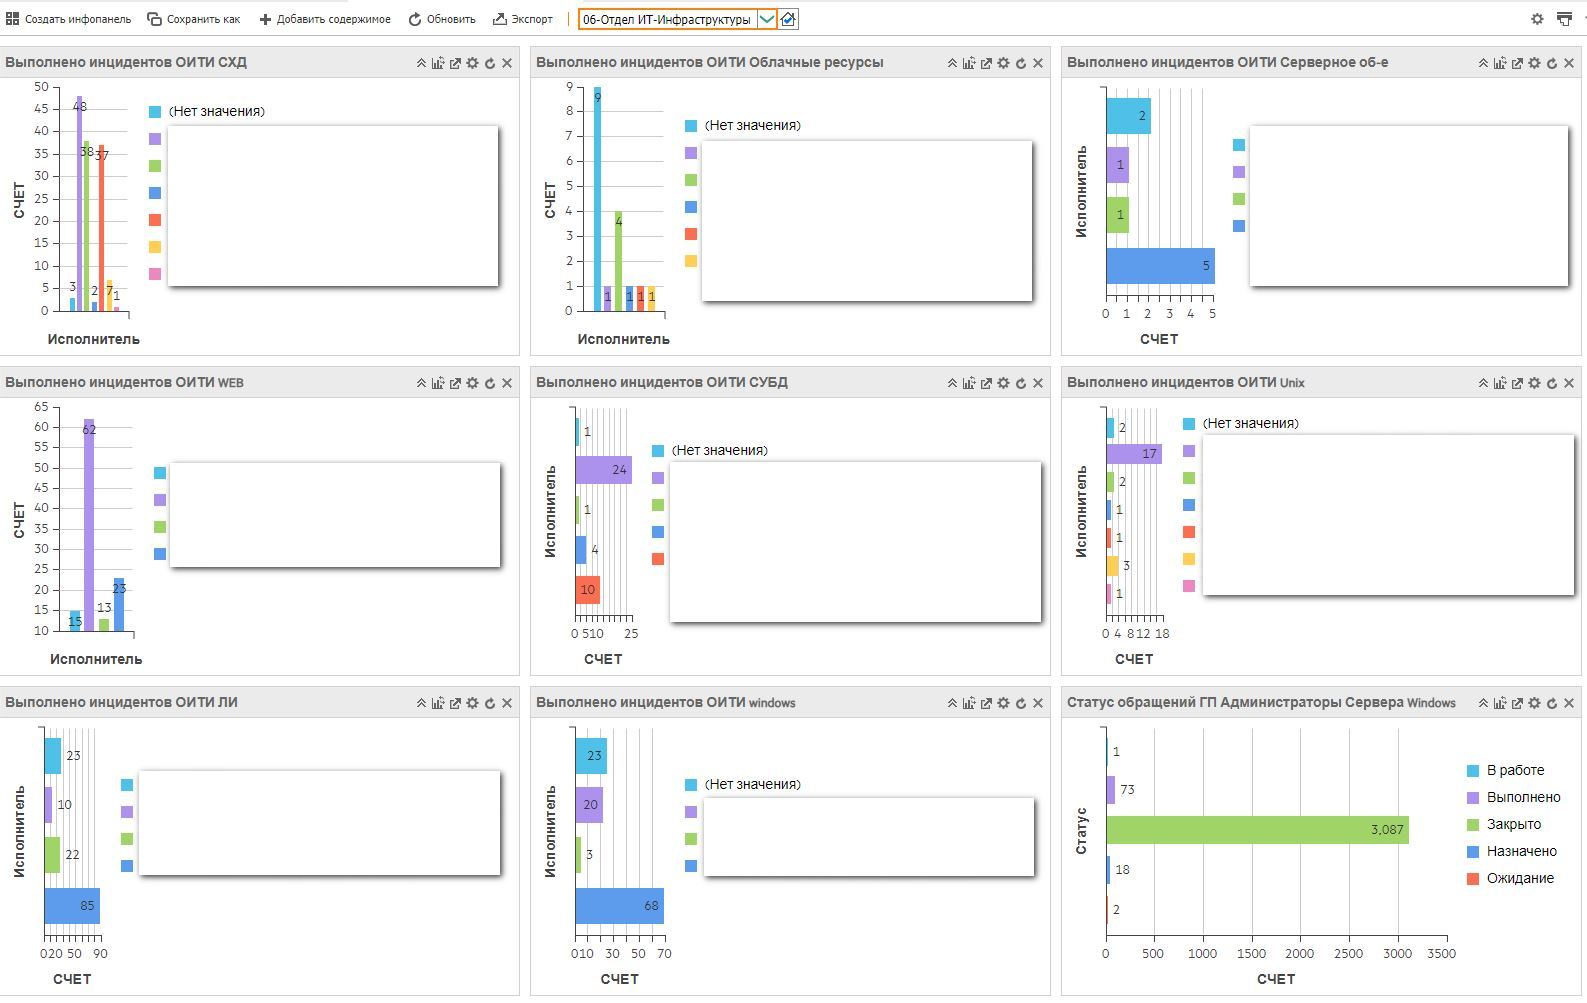 Создать инфопанель Сохранить как Добавить содержимое Обновить Экспорт 06-Отдел ИТ-Инфраструктуры
Выполнено инцидентов ОИТИ СХД
50
45
40
35
30
25
20
15
10
5
0
СЧЕТ
3
48
38
2
37
7
1
Исполнитель
(Нет значения)
Выполнено инцидентов ОИТИ Облачные ресурсы
9
8
7
6
5
4
3
2
1
0
СЧЕТ
9
1
4
1
1
1
Исполнитель
(Нет значения)
Выполнено инцидентов ОИТИ Серверное об-е
Исполнитель
2
1
1
5
0 1 2 3 4 5
СЧЕТ
Выполнено инцидентов ОИТИ WEB
65
60
55
50
45
40
35
30
25
20
15
10
СЧЕТ
15
62
13
23
Исполнитель
Выполнено инцидентов ОИТИ СУБД
Исполнитель
1
24
1
4
10
0 5 10 25
СЧЕТ
(Нет значения)
Выполнено инцидентов ОИТИ Unix
Исполнитель
2
17
2
1
1
3
1
0 4 8 12 18
СЧЕТ
(Нет значения)
Выполнено инцидентов ОИТИ ЛИ
Исполнитель
23
10
22
85
0 20 50 90
СЧЕТ
Выполнено инцидентов ОИТИ windows
Исполнитель
23
20
3
68
0 10 30 50 70
СЧЕТ
(Нет значения)
Статус обращений ГП Администраторы Сервера Windows
Статус
1
73
3,087
18
2
0 500 1000 1500 2000 2500 3000 3500
СЧЕТ
В работе
Выполнено
Закрыто
Назначено
Ожидание